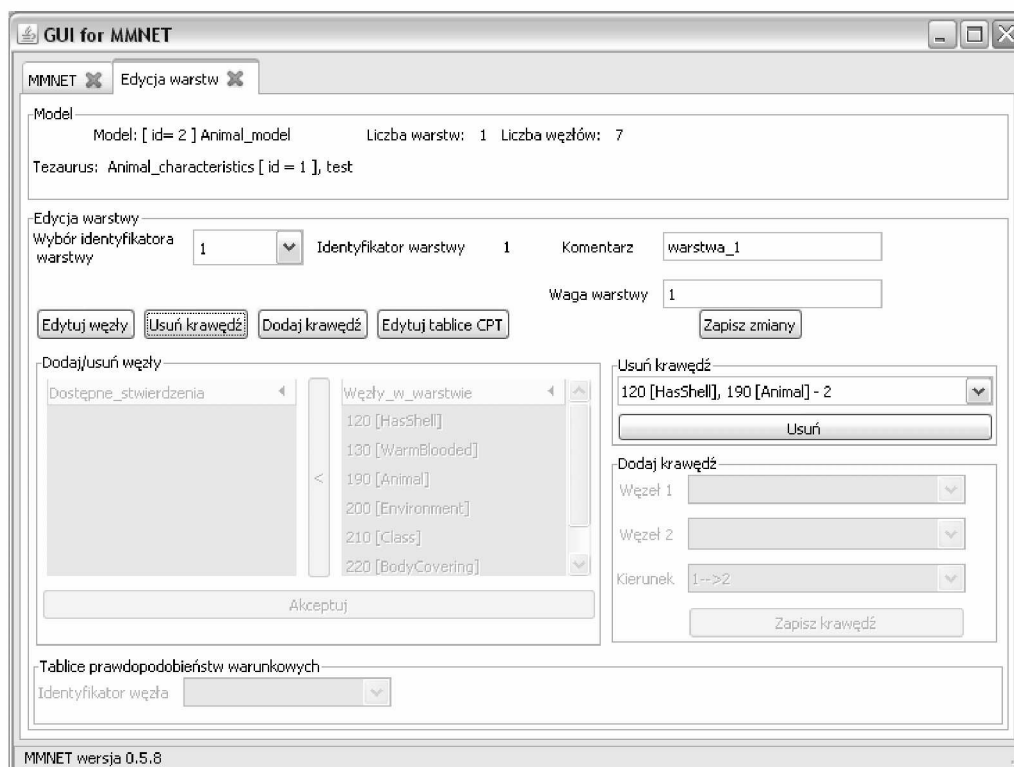 GUI for MMNET
MMNET Edycja warstw
Model
Model: [ id= 2 ] Animal_model Liczba warstw: 1 Liczba węzłów: 7
Tezaurus: Animal_characteristics [ id = 1 ], test
Edycja warstwy
Wybór identyfikatora warstwy 1 Identyfikator warstwy 1 Komentarz warstwa_1
Waga warstwy 1
Edytuj węzły Usuń krawędź Dodaj krawędź Edytuj tablice CPT Zapisz zmiany
Dodaj/usuń węzły
Dostępne_stwierdzenia
<
Węzły_w_warstwie
120 [HasShell]
130 [WarmBlooded]
190 [Animal]
200 [Environment]
210 [Class]
220 [BodyCovering]
Akceptuj
Usuń krawędź
120 [HasShell], 190 [Animal] - 2
Usuń
Dodaj krawędź
Węzeł 1
Węzeł 2
Kierunek 1-->2
Zapisz krawędź
Tablice prawdopodobieństw warunkowych
Identyfikator węzła
MMNET wersja 0.5.8